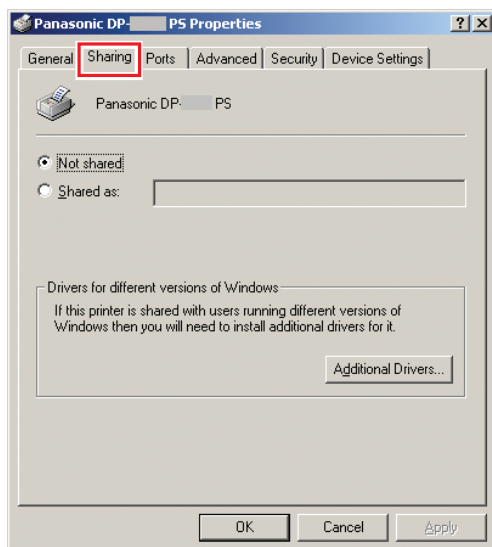 Panasonic DP- PS Properties
General Sharing Ports Advanced Security Device Settings
Panasonic DP- PS
Not shared
Shared as:
Drivers for different versions of Windows
If this printer is shared with users running different versions of
Windows then you will need to install additional drivers for it.
Additional Drivers...
OK Cancel Apply